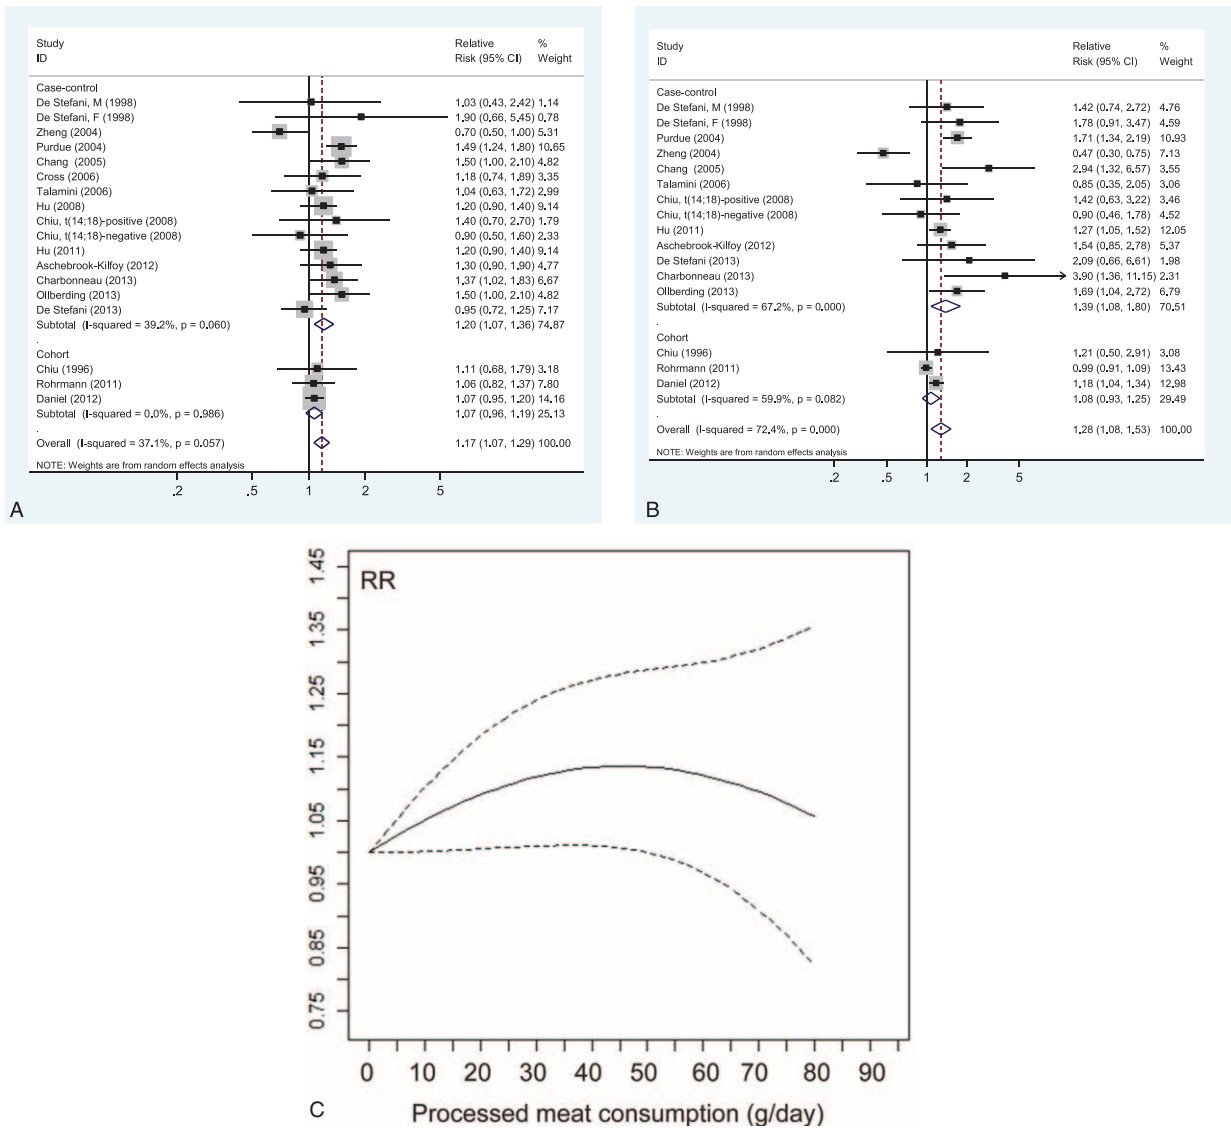 Study Relative %
ID Risk (95% CI) Weight
Case-control
De Stefani, M (1998) 1.03 (0.43, 2.42) 1.14
De Stefani, F (1998) 1.90 (0.66, 5.45) 0.78
Zheng (2004) 0.70 (0.50, 1.00) 5.31
Purdue (2004) 1.49 (1.24, 1.80) 10.65
Chang (2005) 1.50 (1.00, 2.10) 4.82
Cross (2006) 1.18 (0.74, 1.89) 3.35
Talamini (2006) 1.04 (0.63, 1.72) 2.99
Hu (2008) 1.20 (0.90, 1.40) 9.14
Chiu, t(14;18)-positive (2008) 1.40 (0.70, 2.70) 1.79
Chiu, t(14;18)-negative (2008) 0.90 (0.50, 1.60) 2.33
Hu (2011) 1.20 (0.90, 1.40) 9.14
Aschebrook-Kilfoy (2012) 1.30 (0.90, 1.90) 4.77
Charbonneau (2013) 1.37 (1.02, 1.83) 6.67
Ollberding (2013) 1.50 (1.00, 2.10) 4.82
De Stefani (2013) 0.95 (0.72, 1.25) 7.17
Subtotal (I-squared = 39.2%, p = 0.060) 1.20 (1.07, 1.36) 74.87
.
Cohort
Chiu (1996) 1.11 (0.68, 1.79) 3.18
Rohrmann (2011) 1.06 (0.82, 1.37) 7.80
Daniel (2012) 1.07 (0.95, 1.20) 14.16
Subtotal (I-squared = 0.0%, p = 0.986) 1.07 (0.96, 1.19) 25.13
.
Overall (I-squared = 37.1%, p = 0.057) 1.17 (1.07, 1.29) 100.00
NOTE: Weights are from random effects analysis
.2 .5 1 2 5
A
Study Relative %
ID Risk (95% CI) Weight
Case-control
De Stefani, M (1998) 1.42 (0.74, 2.72) 4.76
De Stefani, F (1998) 1.78 (0.91, 3.47) 4.59
Purdue (2004) 1.71 (1.34, 2.19) 10.93
Zheng (2004) 0.47 (0.30, 0.75) 7.13
Chang (2005) 2.94 (1.32, 6.57) 3.55
Talamini (2006) 0.85 (0.35, 2.05) 3.06
Chiu, t(14;18)-positive (2008) 1.42 (0.63, 3.22) 3.46
Chiu, t(14;18)-negative (2008) 0.90 (0.46, 1.78) 4.52
Hu (2011) 1.27 (1.05, 1.52) 12.05
Aschebrook-Kilfoy (2012) 1.54 (0.85, 2.78) 5.37
De Stefani (2013) 2.09 (0.66, 6.61) 1.98
Charbonneau (2013) 3.90 (1.36, 11.15) 2.31
Ollberding (2013) 1.69 (1.04, 2.72) 6.79
Subtotal (I-squared = 67.2%, p = 0.000) 1.39 (1.08, 1.80) 70.51
.
Cohort
Chiu (1996) 1.21 (0.50, 2.91) 3.08
Rohrmann (2011) 0.99 (0.91, 1.09) 13.43
Daniel (2012) 1.18 (1.04, 1.34) 12.98
Subtotal (I-squared = 59.9%, p = 0.082) 1.08 (0.93, 1.25) 29.49
.
Overall (I-squared = 72.4%, p = 0.000) 1.28 (1.08, 1.53) 100.00
NOTE: Weights are from random effects analysis
.2 .5 1 2 5
B
RR
1.45
1.35
1.25
1.15
1.05
0.95
0.85
0.75
0 10 20 30 40 50 60 70 80 90
Processed meat consumption (g/day)
C